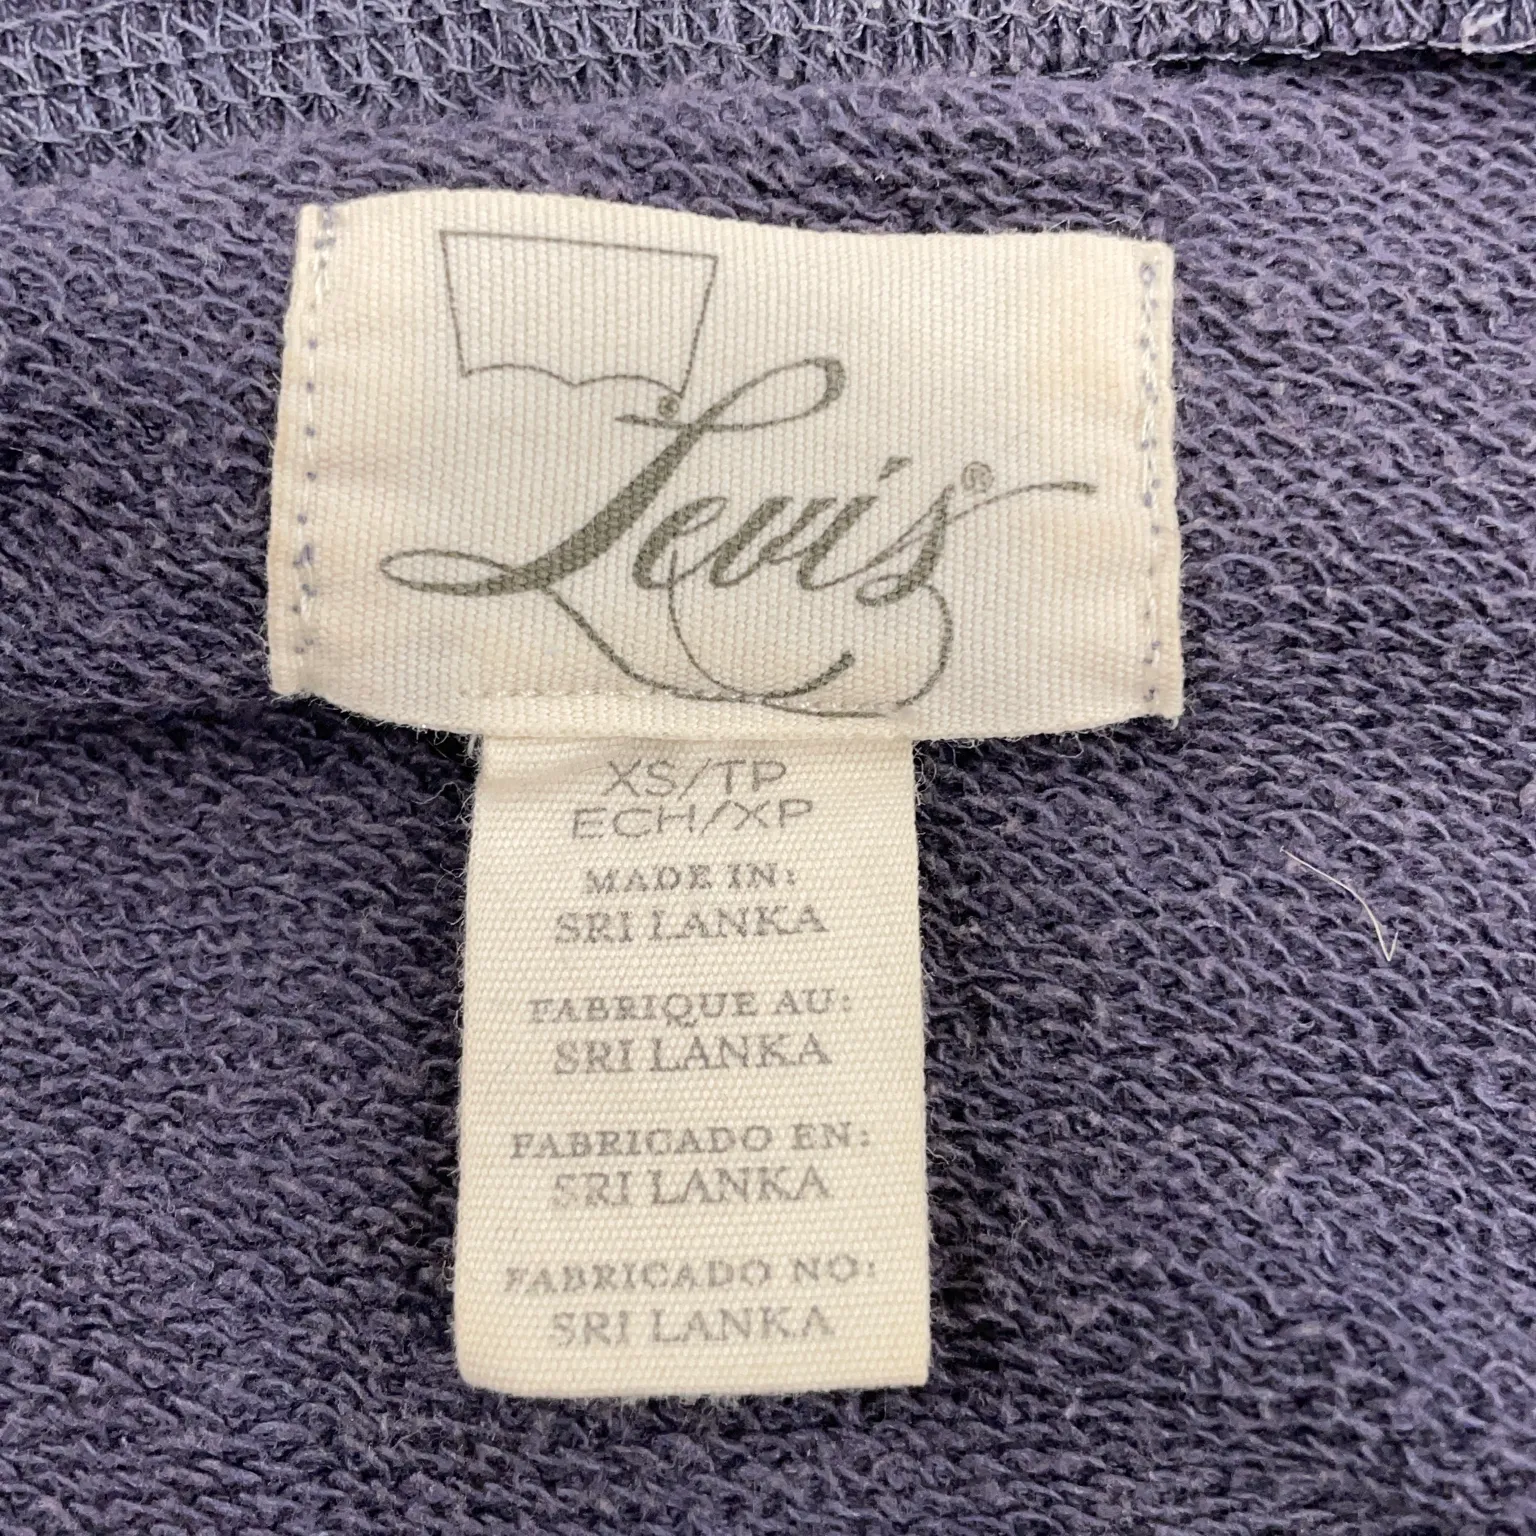 Levi's®
®
XS/TP
ECH/XP
MADE IN:
SRI LANKA
FABRIQUE AU:
SRI LANKA
FABRICADO EN:
SRI LANKA
FABRICADO NO:
SRI LANKA